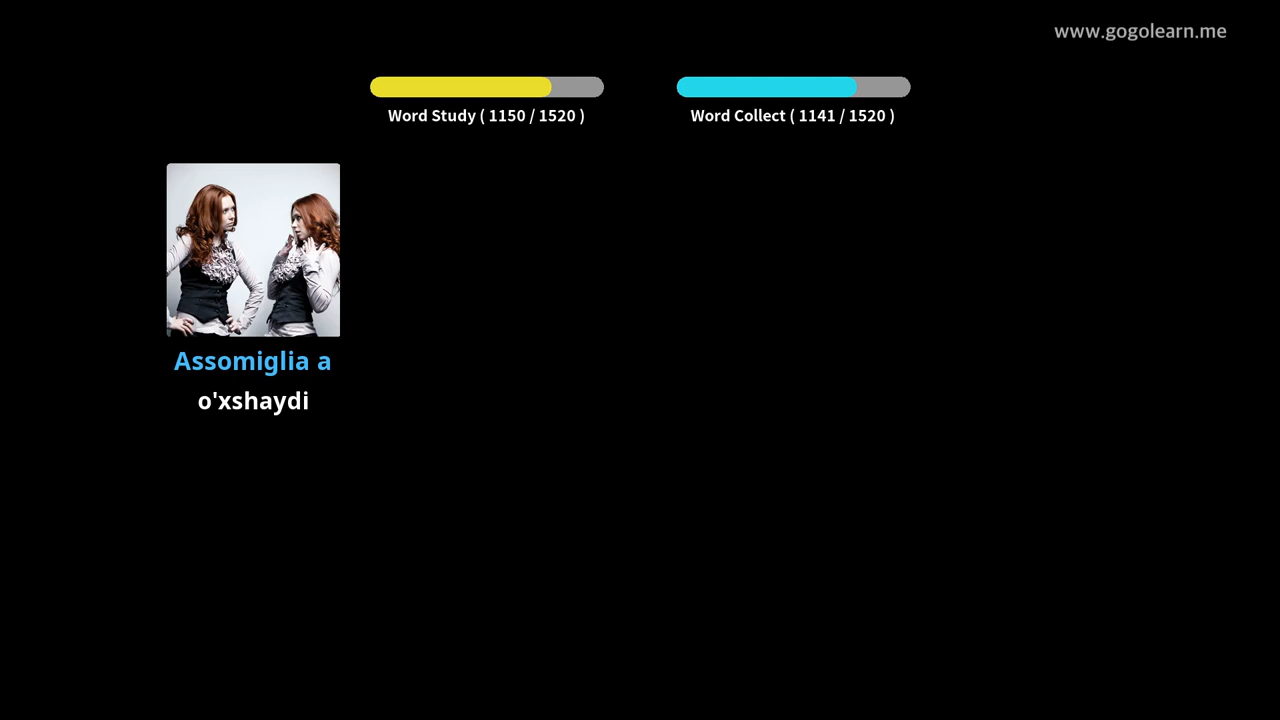 www.gogolearn.me
Word Study ( 1150 / 1520 )
Word Collect ( 1141 / 1520 )
Assomiglia a
o'xshaydi